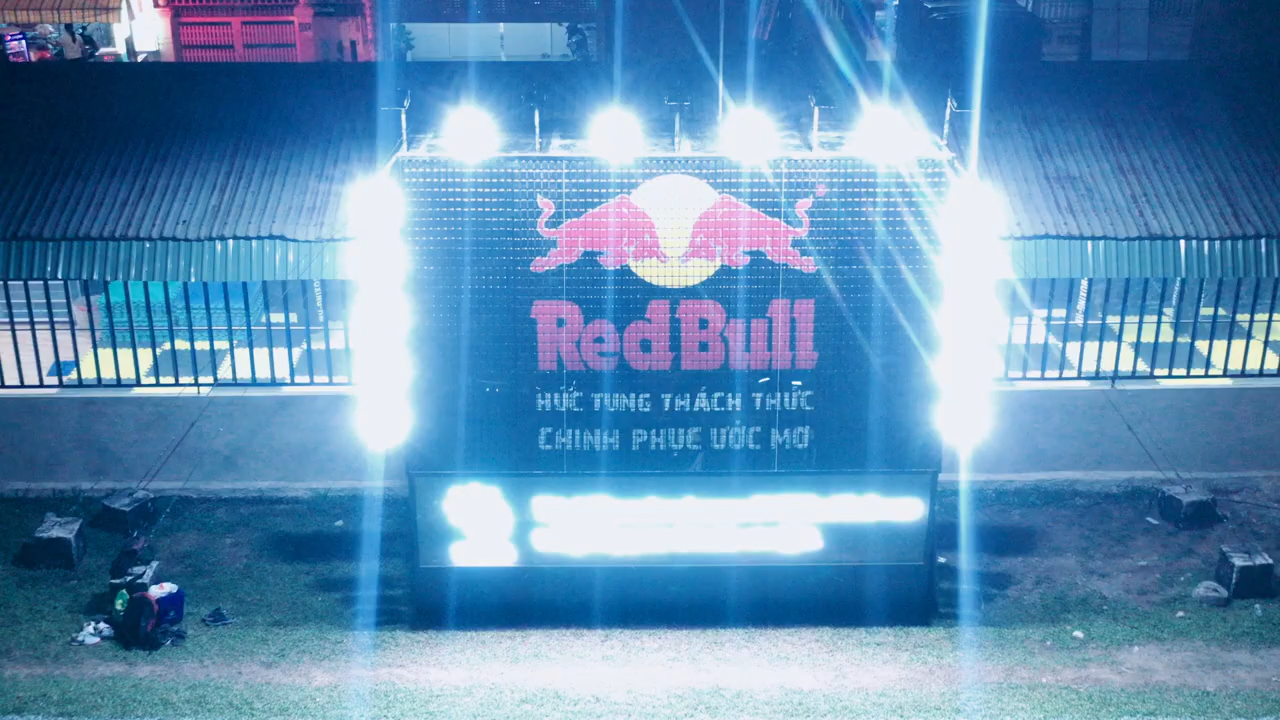 Red Bull
HÚC TUNG THÁCH THỨC
CHINH PHỤC ƯỚC MƠ